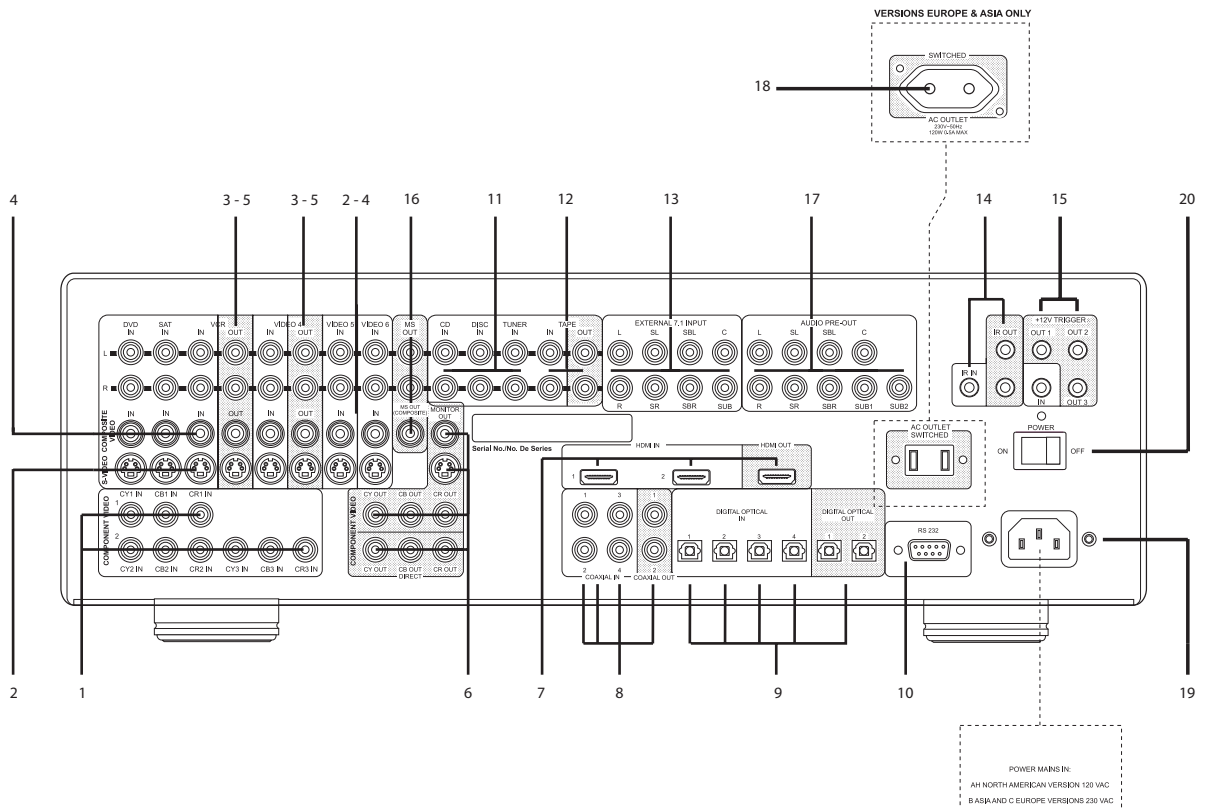 VERSIONS EUROPE & ASIA ONLY
SWITCHED
18
AC OUTLET
230V~50Hz
120W 0.5A MAX
4
3 - 5
3 - 5
2 - 4
16
11
12
13
17
14
15
20
DVD IN
SAT IN
VCR
IN
OUT
VIDEO 4
IN
OUT
VIDEO 5
IN
VIDEO 6
IN
MS OUT
CD IN
DISC IN
TUNER IN
TAPE
IN
OUT
EXTERNAL 7,1 INPUT
L
SL
SBL
C
AUDIO PRE-OUT
L
SL
SBL
C
IR OUT
+12V TRIGGER
OUT 1
OUT 2
L
R
IR IN
IN
OUT 3
R
SR
SBR
SUB
R
SR
SBR
SUB1
SUB2
COMPOSITE VIDEO
IN
IN
IN
OUT
IN
OUT
IN
IN
MS OUT (COMPOSITE)
MONITOR OUT
S-VIDEO
Serial No./No. De Series
HDMI IN
HDMI OUT
1
2
AC OUTLET SWITCHED
POWER
ON
OFF
COMPONENT VIDEO
CY1 IN
CB1 IN
CR1 IN
1
2
CY2 IN
CB2 IN
CR2 IN
CY3 IN
CB3 IN
CR3 IN
COMPONENT VIDEO
CY OUT
CB OUT
CR OUT
CY OUT
CB OUT
CR OUT
DIRECT
1
3
1
2
4
2
COAXIAL IN
COAXIAL OUT
DIGITAL OPTICAL IN
1
2
3
4
DIGITAL OPTICAL OUT
1
2
RS 232
2
1
6
7
8
9
10
19
POWER MAINS IN:
AH NORTH AMERICAN VERSION 120 VAC
B ASIA AND C EUROPE VERSIONS 230 VAC